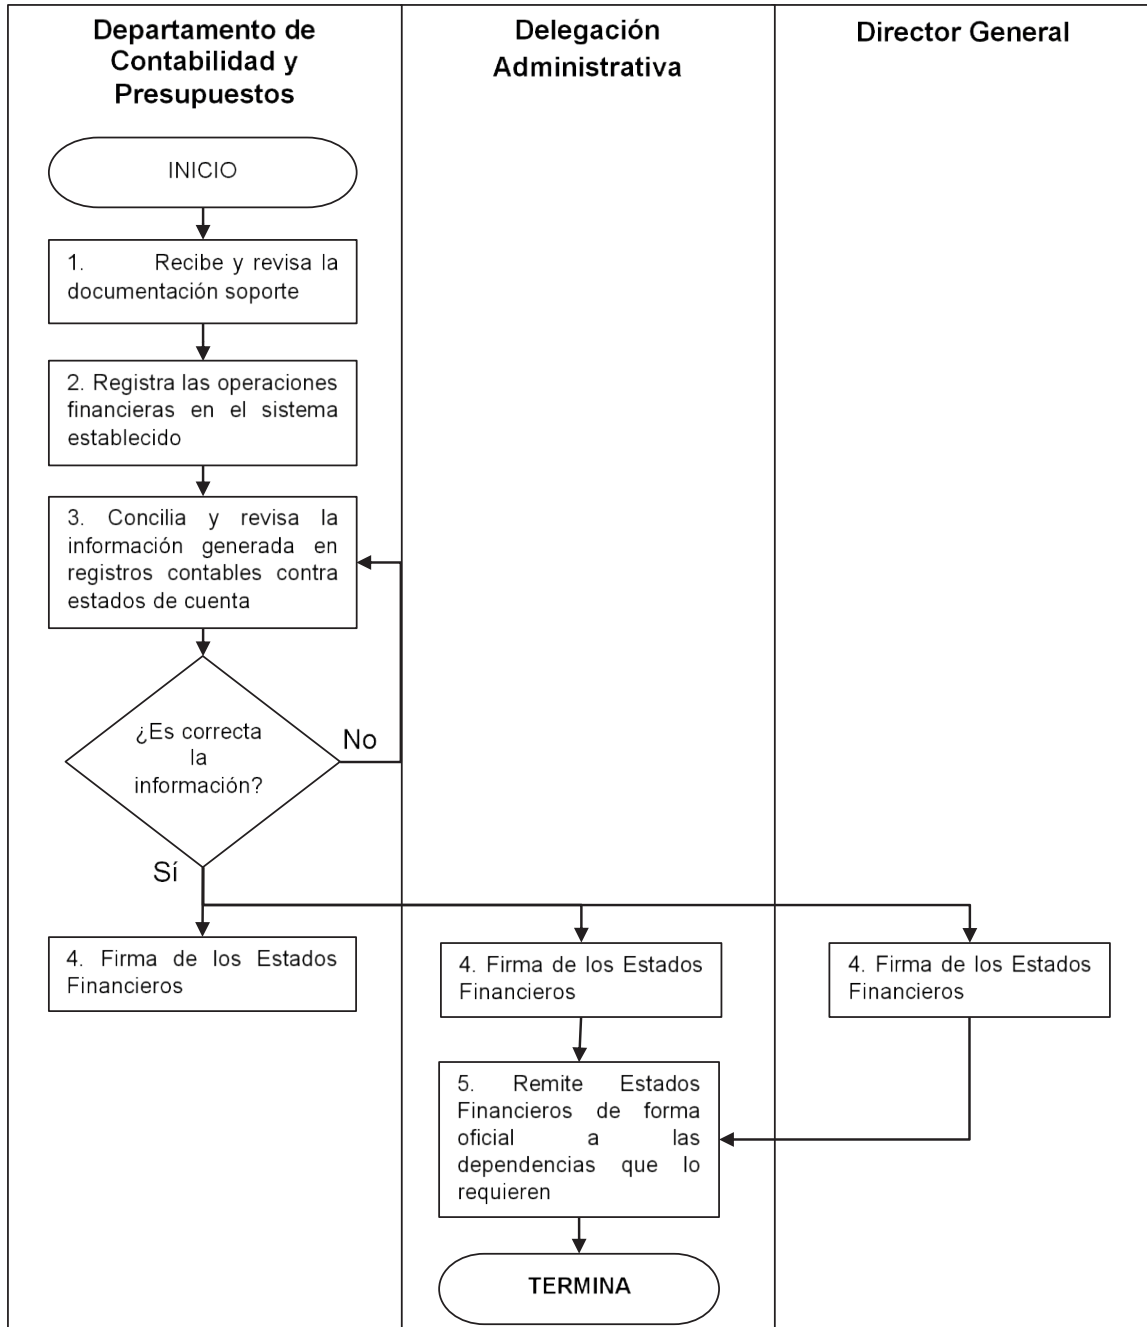 Departamento de
Contabilidad y
Presupuestos
Delegación
Administrativa
Director General
INICIO
1. Recibe y revisa la
documentación soporte
2. Registra las operaciones
financieras en el sistema
establecido
3. Concilia y revisa la
información generada en
registros contables contra
estados de cuenta
¿Es correcta
la
información?
No
Sí
4. Firma de los Estados
Financieros
4. Firma de los Estados
Financieros
4. Firma de los Estados
Financieros
5. Remite Estados
Financieros de forma
oficial a las
dependencias que lo
requieren
TERMINA